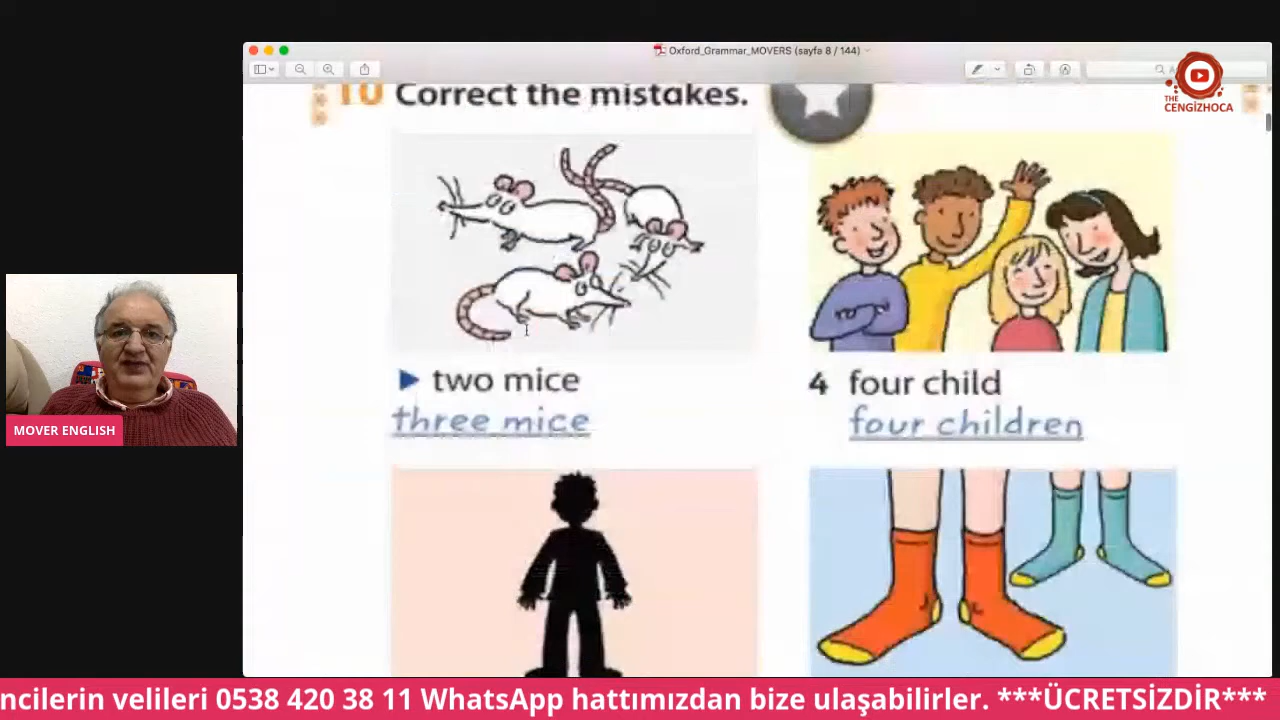 Oxford_Grammar_MOVERS (sayfa 8 / 144)
THE
CENGİZHOCA
10 Correct the mistakes.
two mice
three mice
4 four child
four children
MOVER ENGLISH
ncilerin velileri 0538 420 38 11 WhatsApp hattımızdan bize ulaşabilirler. ***ÜCRETSİZDİR***